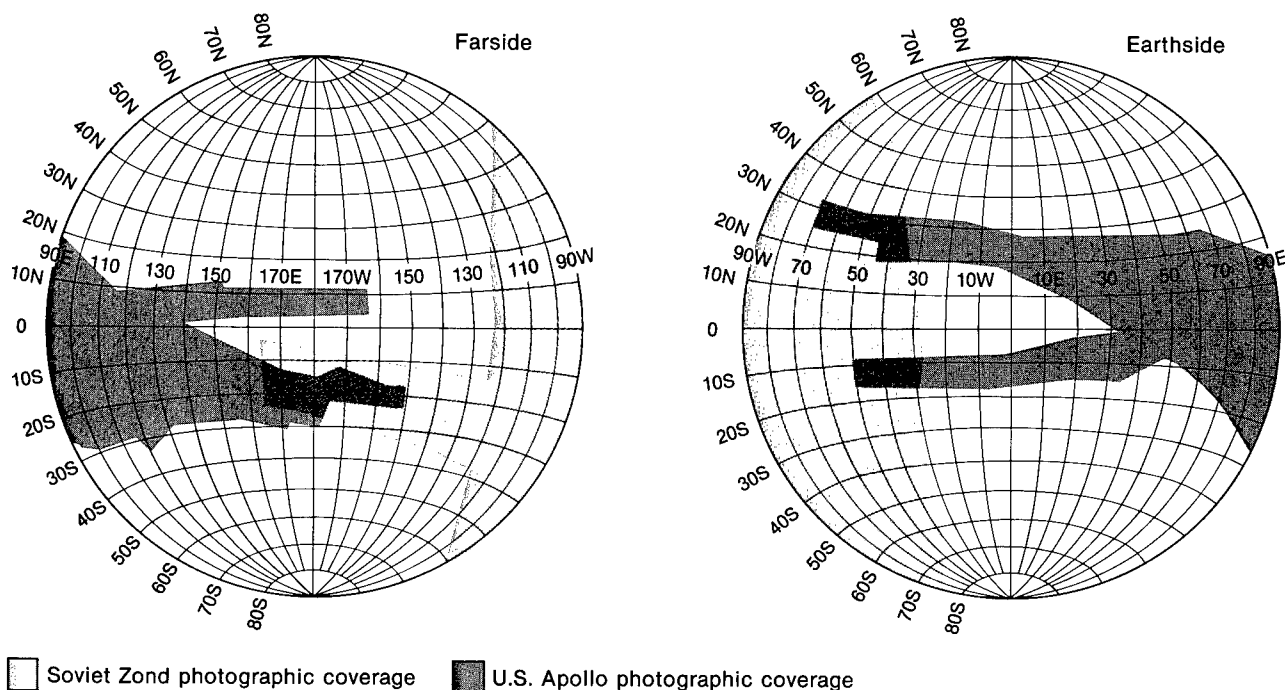 Farside
80N
70N
60N
50N
40N
30N
20N
90E
10N
0
10S
20S
30S
40S
50S
60S
70S
80S
110 130 150 170E 170W 150 130 110 90W
Earthside
80N
70N
60N
50N
40N
30N
20N
90W
10N
0
10S
20S
30S
40S
50S
60S
70S
80S
70 50 30 10W 10E 30 50 70 90E
Soviet Zond photographic coverage
U.S. Apollo photographic coverage